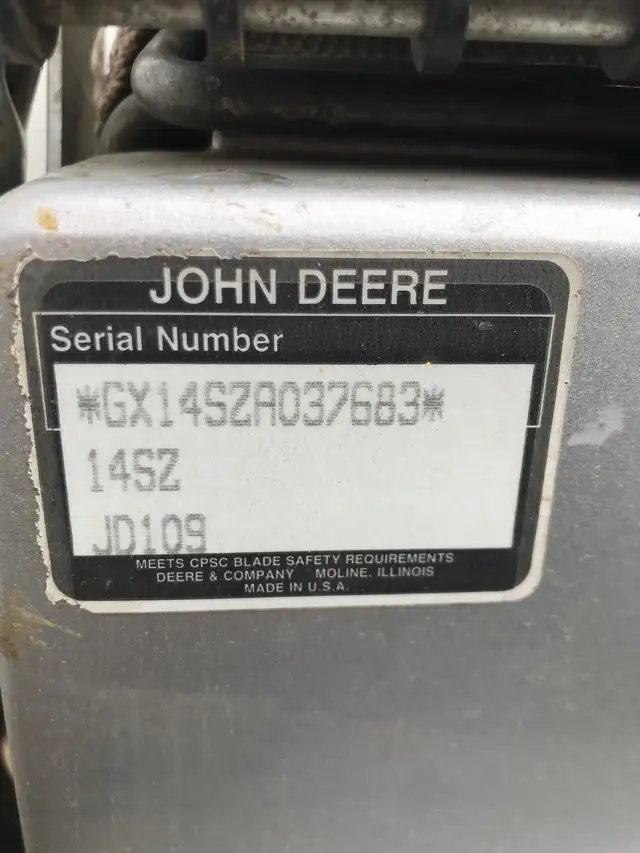 JOHN DEERE
Serial Number
*GX14SZA037683*
14SZ
JD109
MEETS CPSC BLADE SAFETY REQUIREMENTS
DEERE & COMPANY MOLINE, ILLINOIS
MADE IN U.S.A.